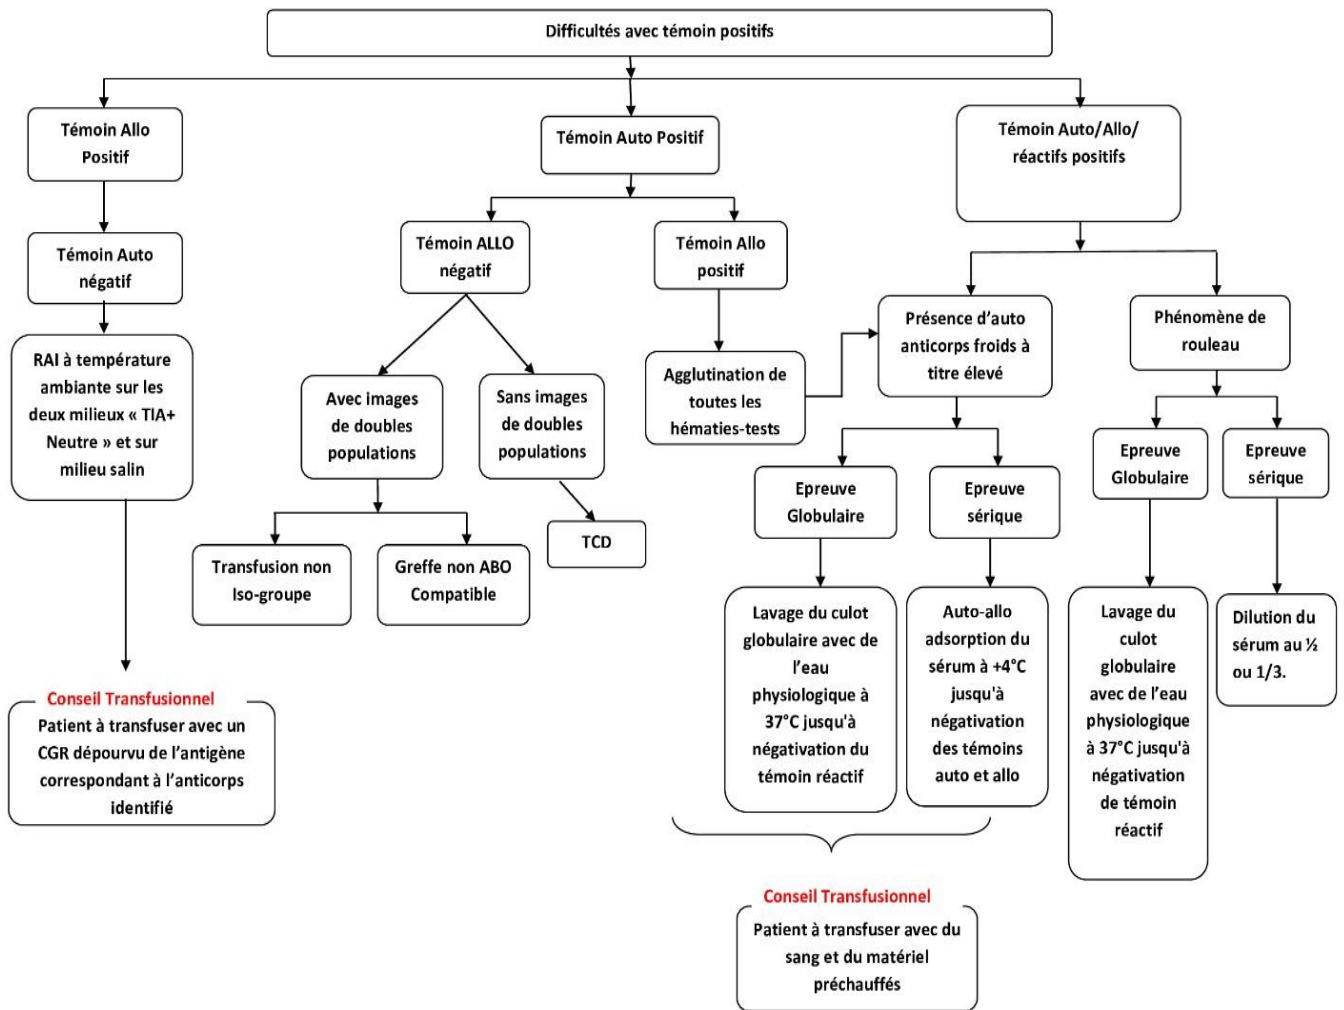 Difficultés avec témoin positifs
Témoin Allo
Positif
Témoin Auto Positif
Témoin Auto/Allo/
réactifs positifs
Témoin Auto
négatif
Témoin ALLO
négatif
Témoin Allo
positif
RAI à température
ambiante sur les
deux milieux « TIA+
Neutre » et sur
milieu salin
Avec images
de doubles
populations
Sans images
de doubles
populations
Agglutination de
toutes les
hématies-tests
Présence d’auto
anticorps froids à
titre élevé
Phénomène de
rouleau
Transfusion non
Iso-groupe
Greffe non ABO
Compatible
TCD
Epreuve
Globulaire
Epreuve
sérique
Epreuve
Globulaire
Epreuve
sérique
Lavage du culot
globulaire avec de
l’eau
physiologique à
37°C jusqu'à
négativation du
témoin réactif
Auto-allo
adsorption du
sérum à +4°C
jusqu'à
négativation
des témoins
auto et allo
Lavage du
culot
globulaire
avec de l’eau
physiologique
à 37°C jusqu'à
négativation
de témoin
réactif
Dilution du
sérum au ½
ou 1/3.
Conseil Transfusionnel
Patient à transfuser avec un
CGR dépourvu de l’antigène
correspondant à l’anticorps
identifié
Conseil Transfusionnel
Patient à transfuser avec du
sang et du matériel
préchauffés